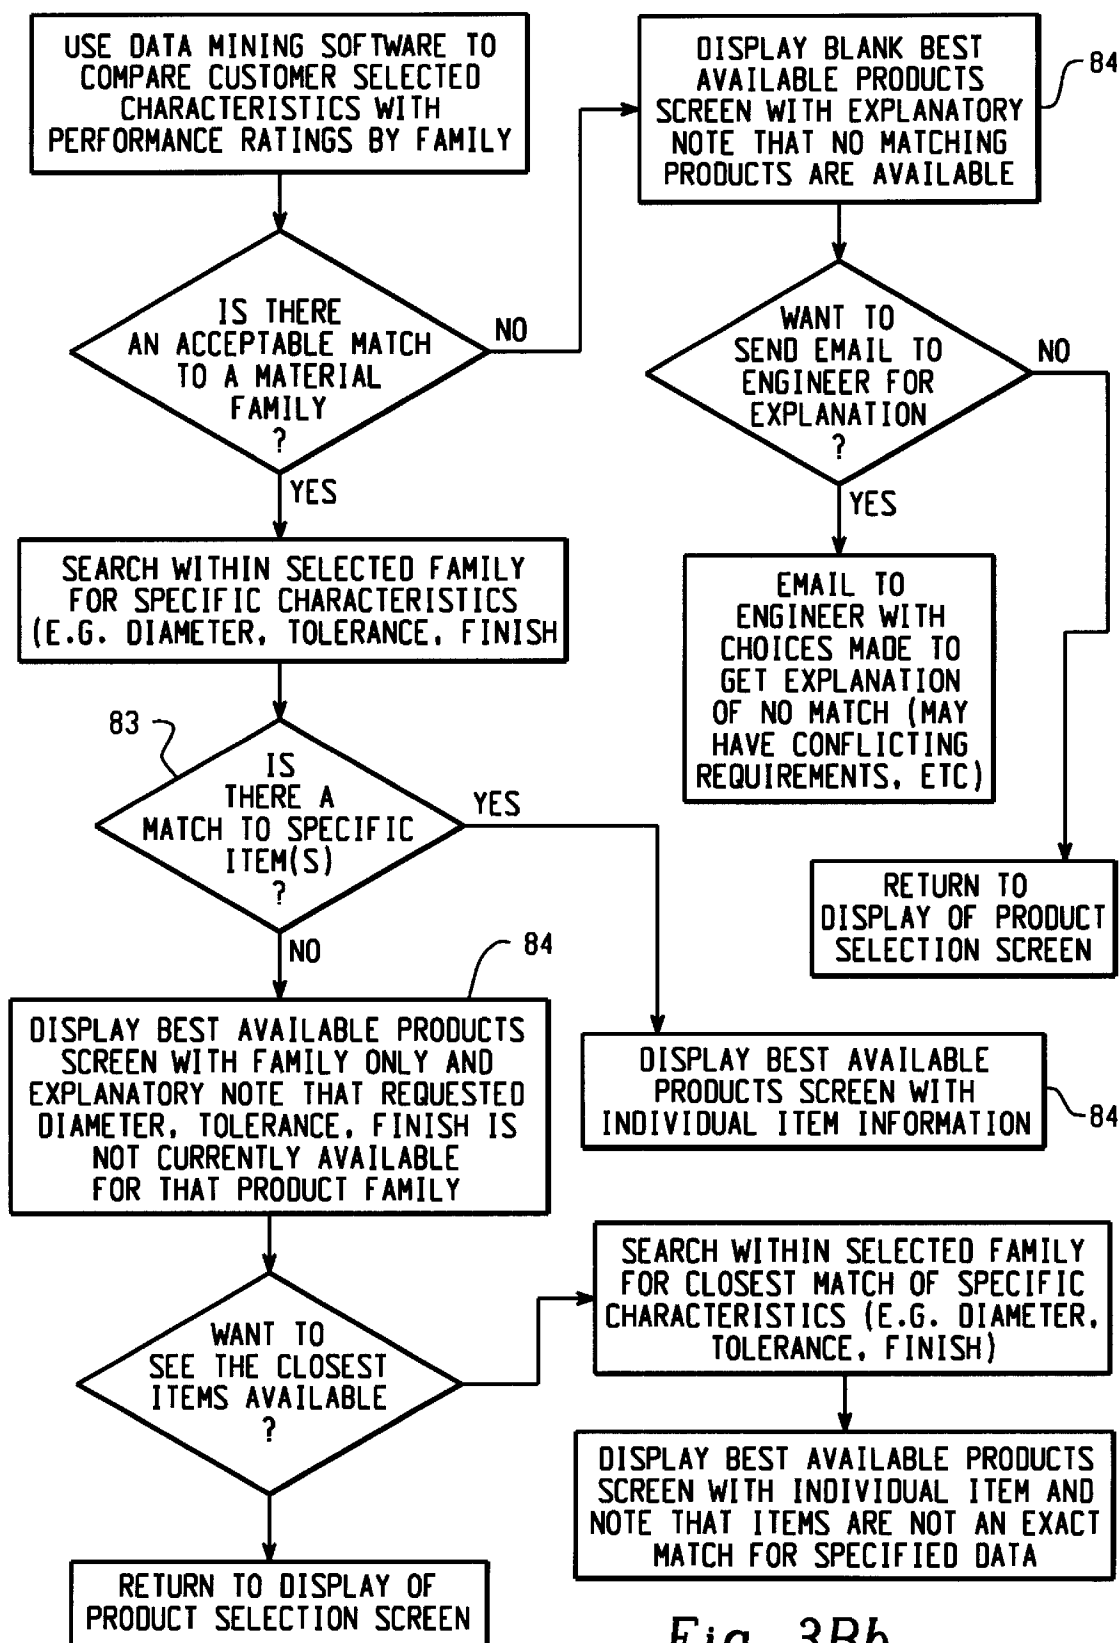 USE DATA MINING SOFTWARE TO
COMPARE CUSTOMER SELECTED
CHARACTERISTICS WITH
PERFORMANCE RATINGS BY FAMILY
IS THERE
AN ACCEPTABLE MATCH
TO A MATERIAL
FAMILY
?
NO
YES
DISPLAY BLANK BEST
AVAILABLE PRODUCTS
SCREEN WITH EXPLANATORY
NOTE THAT NO MATCHING
PRODUCTS ARE AVAILABLE
84
WANT TO
SEND EMAIL TO
ENGINEER FOR
EXPLANATION
?
NO
YES
EMAIL TO
ENGINEER WITH
CHOICES MADE TO
GET EXPLANATION
OF NO MATCH (MAY
HAVE CONFLICTING
REQUIREMENTS, ETC)
RETURN TO
DISPLAY OF PRODUCT
SELECTION SCREEN
SEARCH WITHIN SELECTED FAMILY
FOR SPECIFIC CHARACTERISTICS
(E.G. DIAMETER, TOLERANCE, FINISH
83
IS
THERE A
MATCH TO SPECIFIC
ITEM(S)
?
YES
NO
84
DISPLAY BEST AVAILABLE PRODUCTS
SCREEN WITH FAMILY ONLY AND
EXPLANATORY NOTE THAT REQUESTED
DIAMETER, TOLERANCE, FINISH IS
NOT CURRENTLY AVAILABLE
FOR THAT PRODUCT FAMILY
DISPLAY BEST AVAILABLE
PRODUCTS SCREEN WITH
INDIVIDUAL ITEM INFORMATION
84
WANT TO
SEE THE CLOSEST
ITEMS AVAILABLE
?
SEARCH WITHIN SELECTED FAMILY
FOR CLOSEST MATCH OF SPECIFIC
CHARACTERISTICS (E.G. DIAMETER,
TOLERANCE, FINISH)
DISPLAY BEST AVAILABLE PRODUCTS
SCREEN WITH INDIVIDUAL ITEM AND
NOTE THAT ITEMS ARE NOT AN EXACT
MATCH FOR SPECIFIED DATA
RETURN TO DISPLAY OF
PRODUCT SELECTION SCREEN
Fig. 3Bb